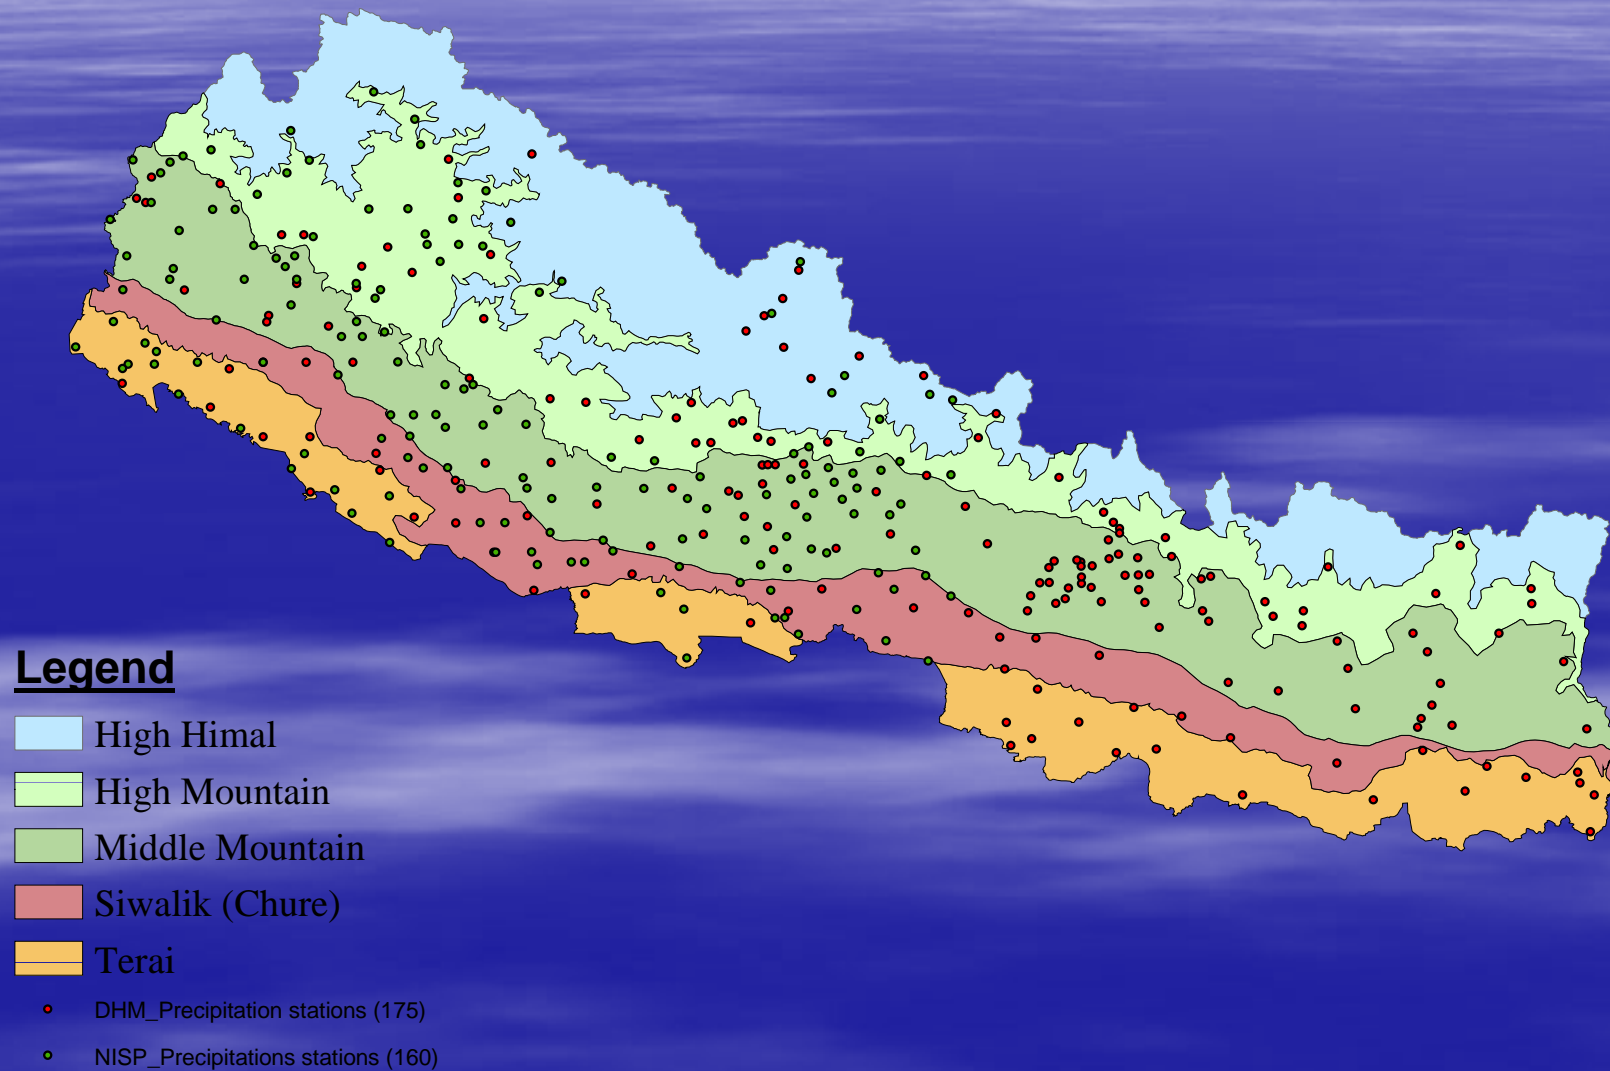 Legend
High Himal
High Mountain
Middle Mountain
Siwalik (Chure)
Terai
DHM_Precipitation stations (175)
NISP_Precipitations stations (160)